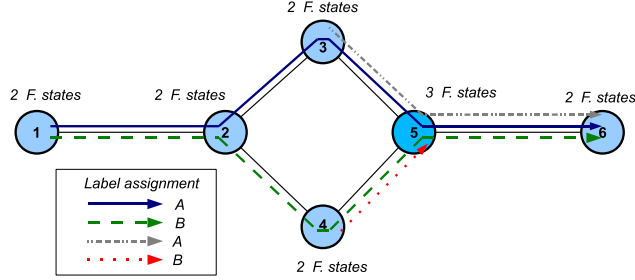 2 F. states
3
2 F. states
2 F. states
3 F. states
2 F. states
1
2
5
6
Label assignment
A
B
A
B
4
2 F. states